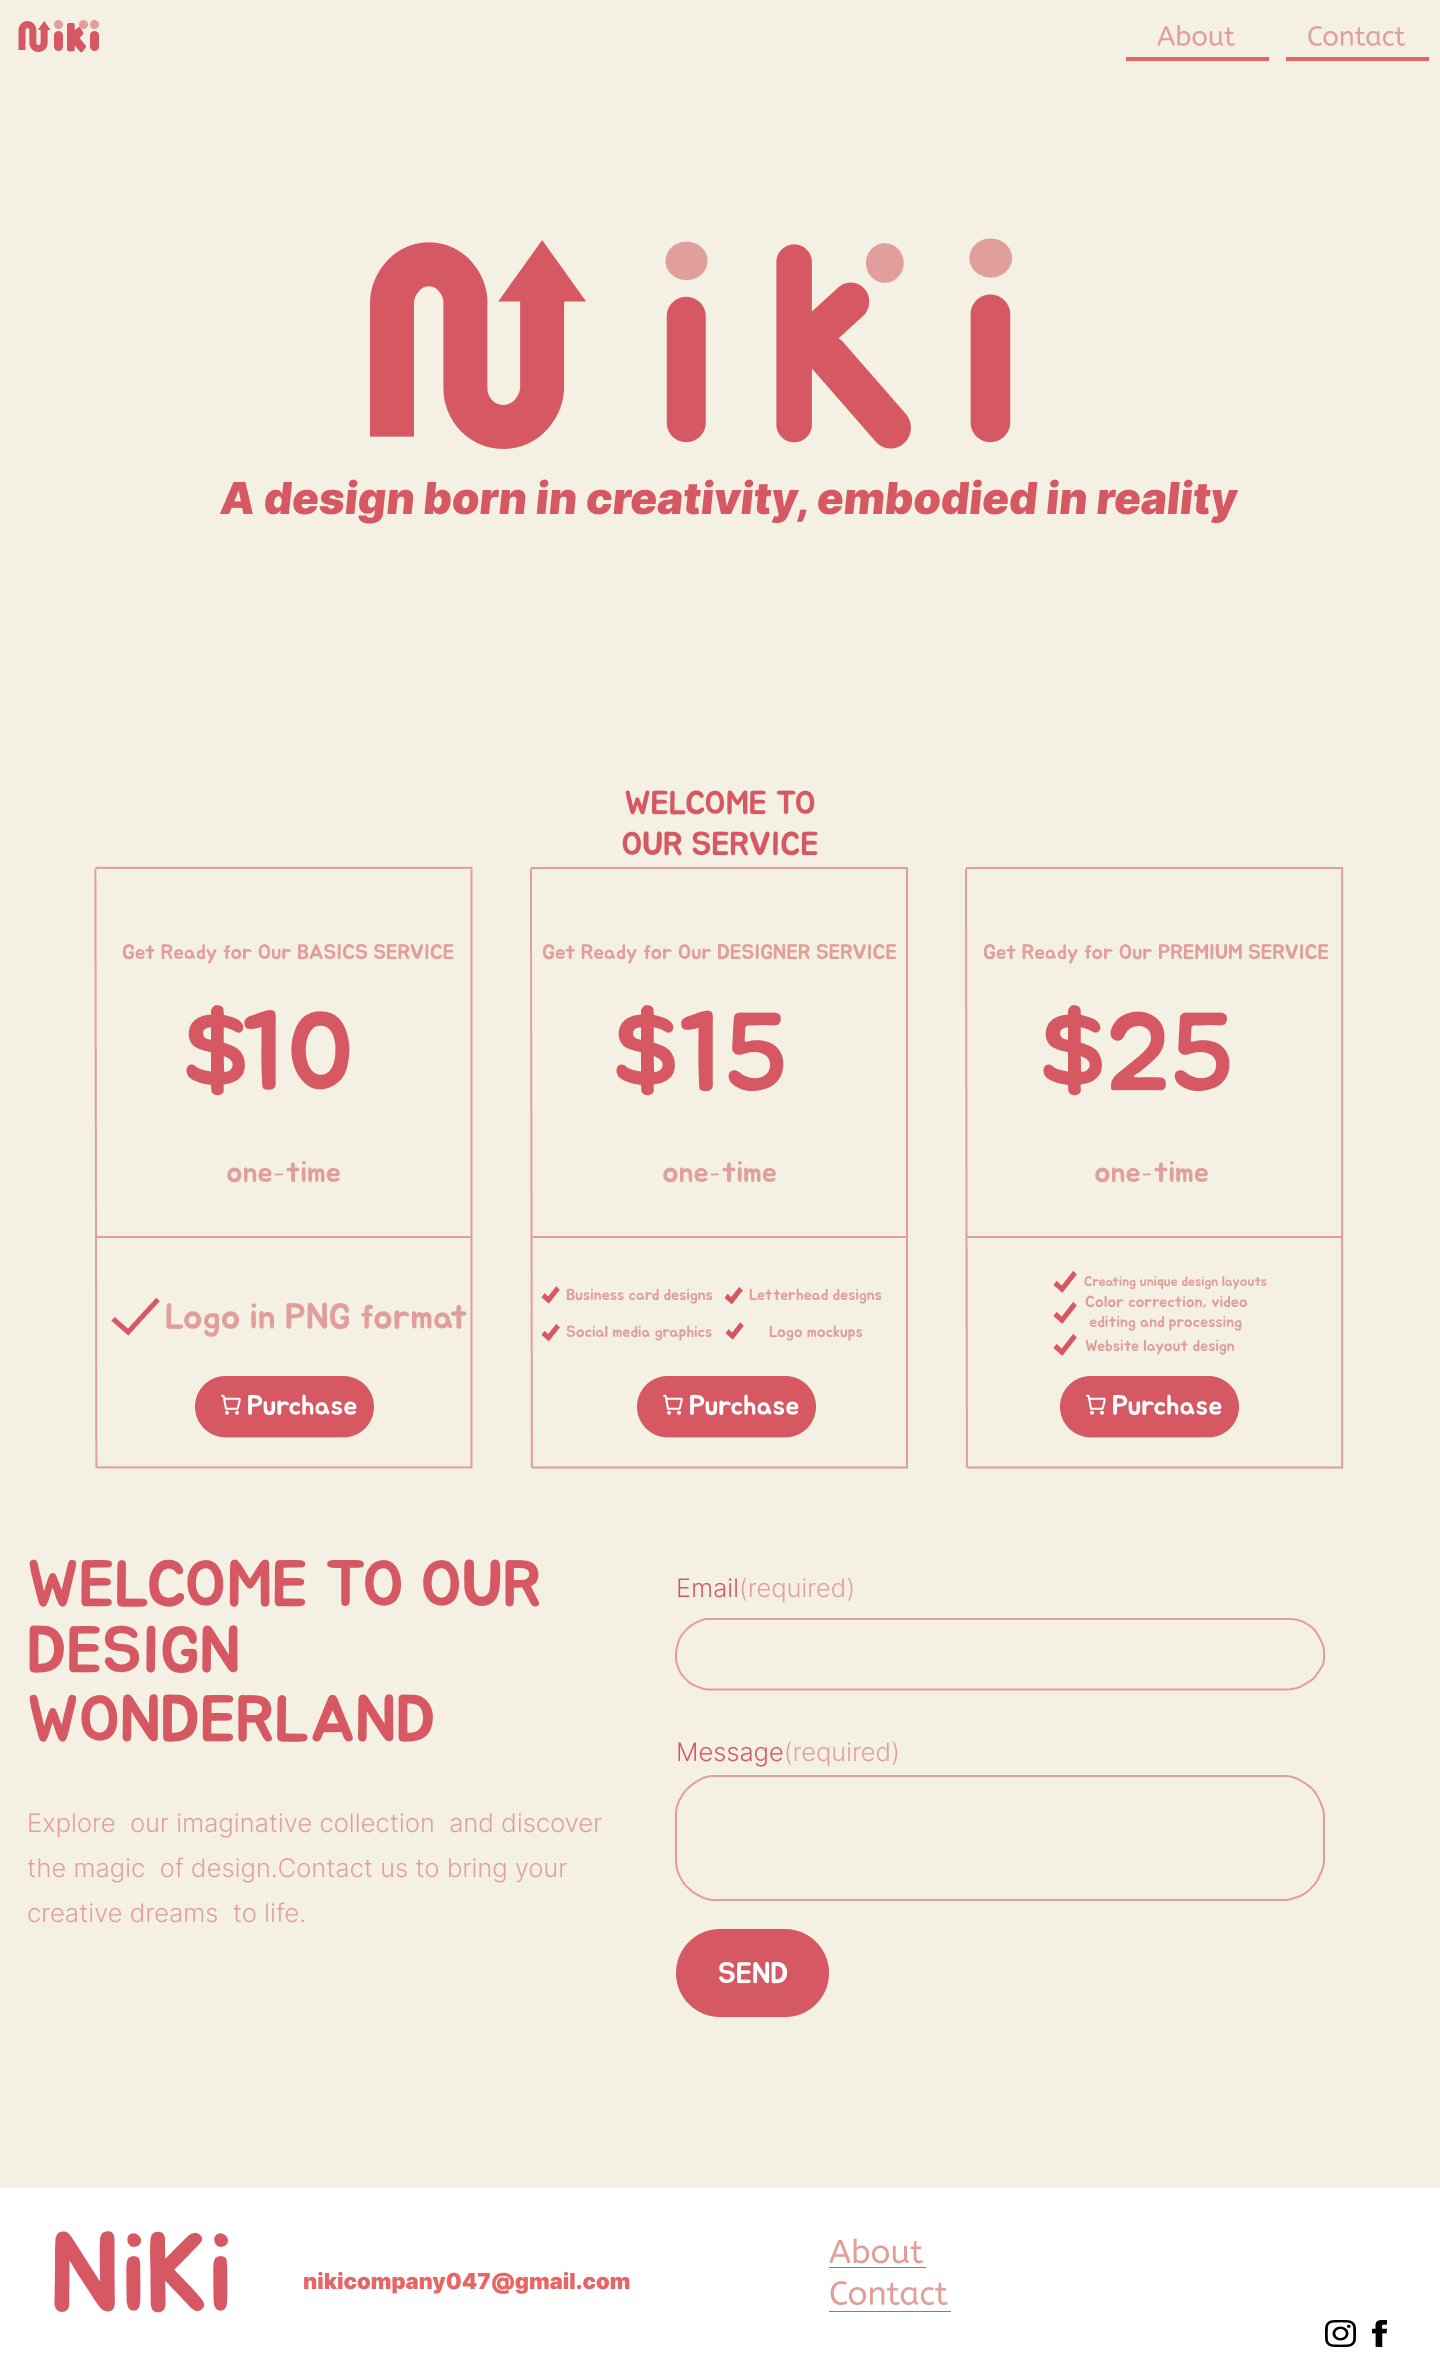 Niki
About
Contact
NiKi
A design born in creativity, embodied in reality
WELCOME TO
OUR SERVICE
Get Ready for Our BASICS SERVICE
$10
one-time
Logo in PNG format
Purchase
Get Ready for Our DESIGNER SERVICE
$15
one-time
Business card designs
Letterhead designs
Social media graphics
Logo mockups
Purchase
Get Ready for Our PREMIUM SERVICE
$25
one-time
Creating unique design layouts
Color correction, video
editing and processing
Website layout design
Purchase
WELCOME TO OUR
DESIGN
WONDERLAND
Explore our imaginative collection and discover
the magic of design.Contact us to bring your
creative dreams to life.
Email(required)
Message(required)
SEND
NiKi
nikicompany047@gmail.com
About
Contact